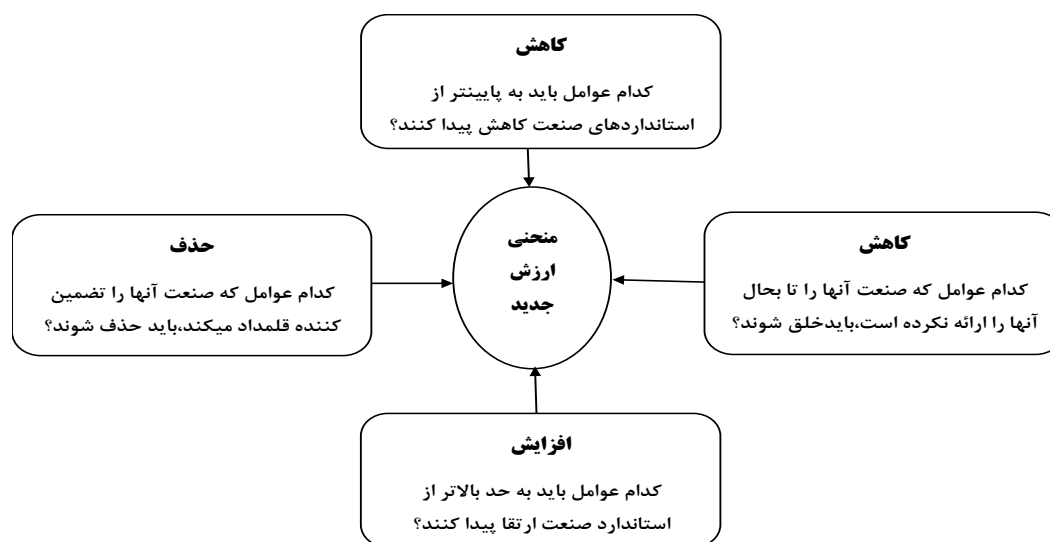 کاهش
کدام عوامل باید به پایینتر از
استانداردهای صنعت کاهش پیدا کنند؟
منحنی
ارزش
جدید
کاهش
کدام عوامل که صنعت آنها را تا بحال
آنها را ارائه نکرده است،بایدخلق شوند؟
حذف
کدام عوامل که صنعت آنها را تضمین
کننده قلمداد میکند،باید حذف شوند؟
افزایش
کدام عوامل باید به حد بالاتر از
استاندارد صنعت ارتقا پیدا کنند؟